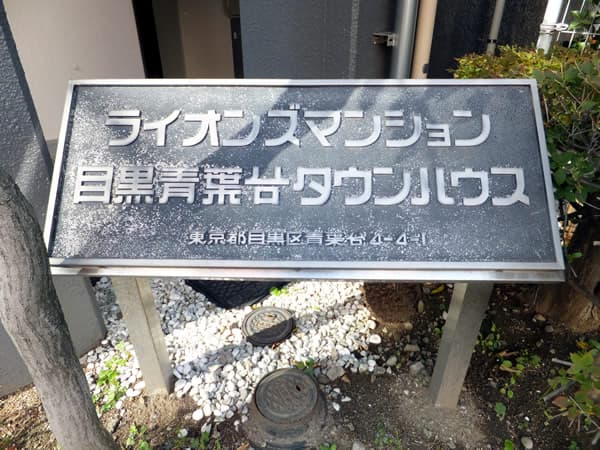 ライオンズマンション
目黒青葉台タウンハウス
東京都目黒区青葉台4-4-1